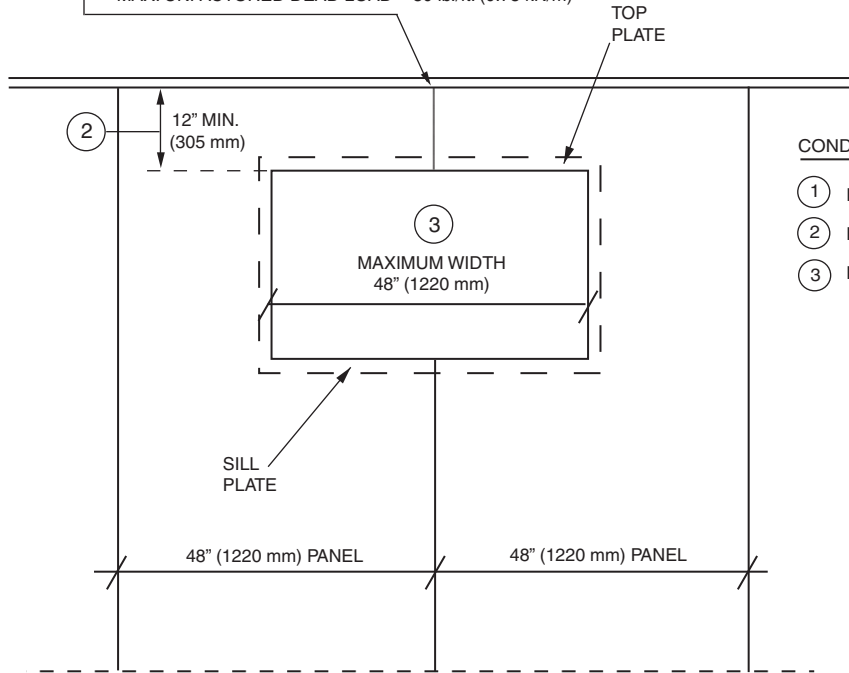 TOP
PLATE
2
12” MIN.
(305 mm)
3
MAXIMUM WIDTH
48” (1220 mm)
1
2
3
SILL
PLATE
48” (1220 mm) PANEL
48” (1220 mm) PANEL